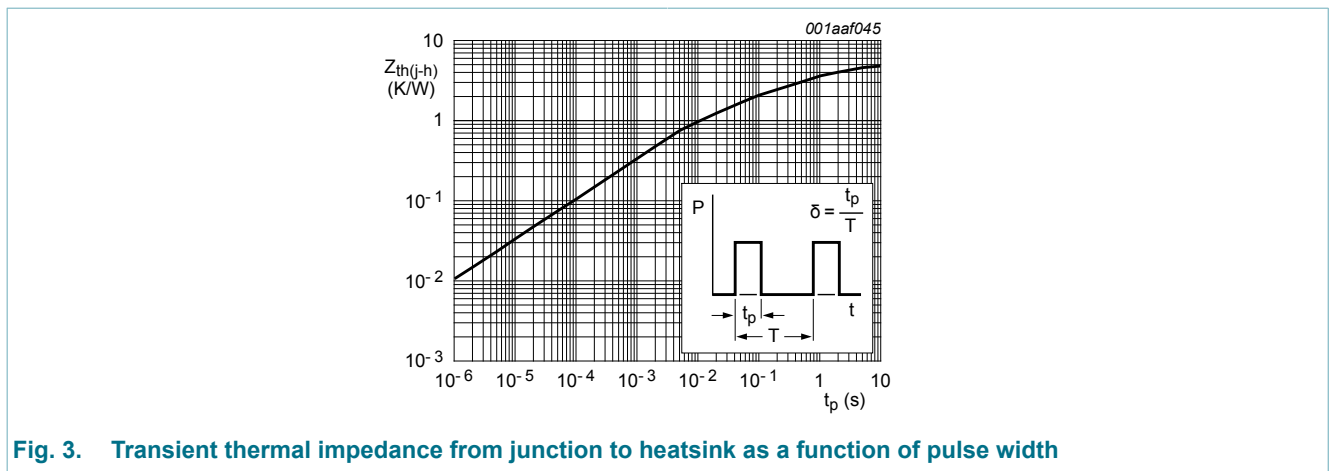 001aaf045
10
Zth(j-h)
(K/W)
1
10-1
10-2
10-3
P
δ = tp
T
tp
T
t
10-6 10-5 10-4 10-3 10-2 10-1 1 10
tp (s)
Fig. 3. Transient thermal impedance from junction to heatsink as a function of pulse width